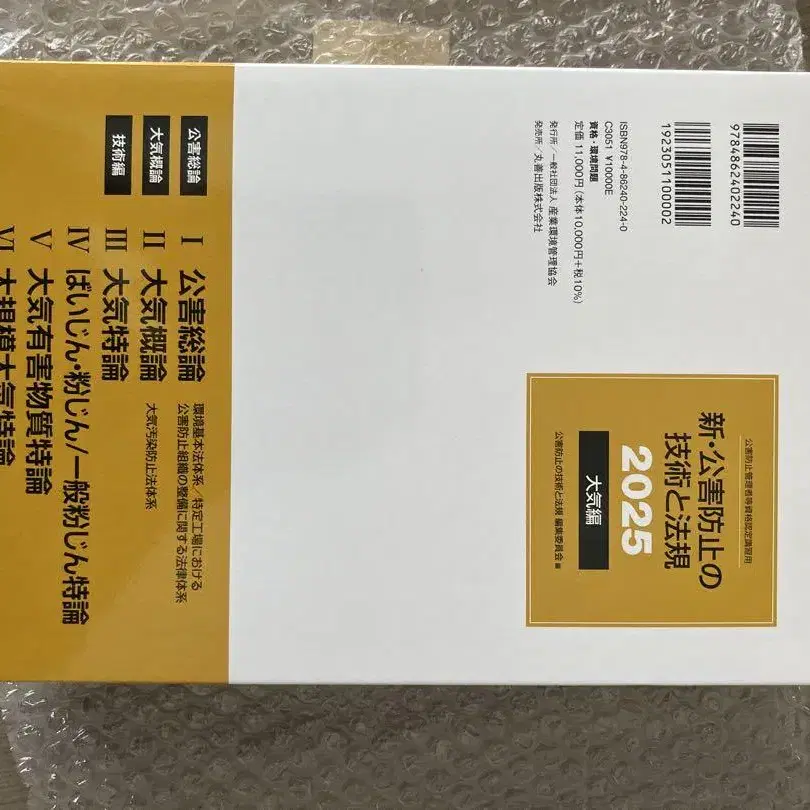 9784862402240
1923051100002
ISBN978-4-86240-224-0
C3051 ¥10000E
資格・環境問題
定価 11,000円（本体10,000円＋税10%）
発行所／一般社団法人 産業環境管理協会
発売所／丸善出版株式会社
公害防止管理者等資格認定講習用
新・公害防止の
技術と法規
2025
大気編
公害防止の技術と法規 編集委員会 編
公害総論
I 公害総論
環境基本法体系／特定工場における
公害防止組織の整備に関する法律体系
大気概論
II 大気概論
大気汚染防止法体系
技術編
III 大気特論
IV ばいじん・粉じん/一般粉じん特論
V 大気有害物質特論
VI 大規模大気特論